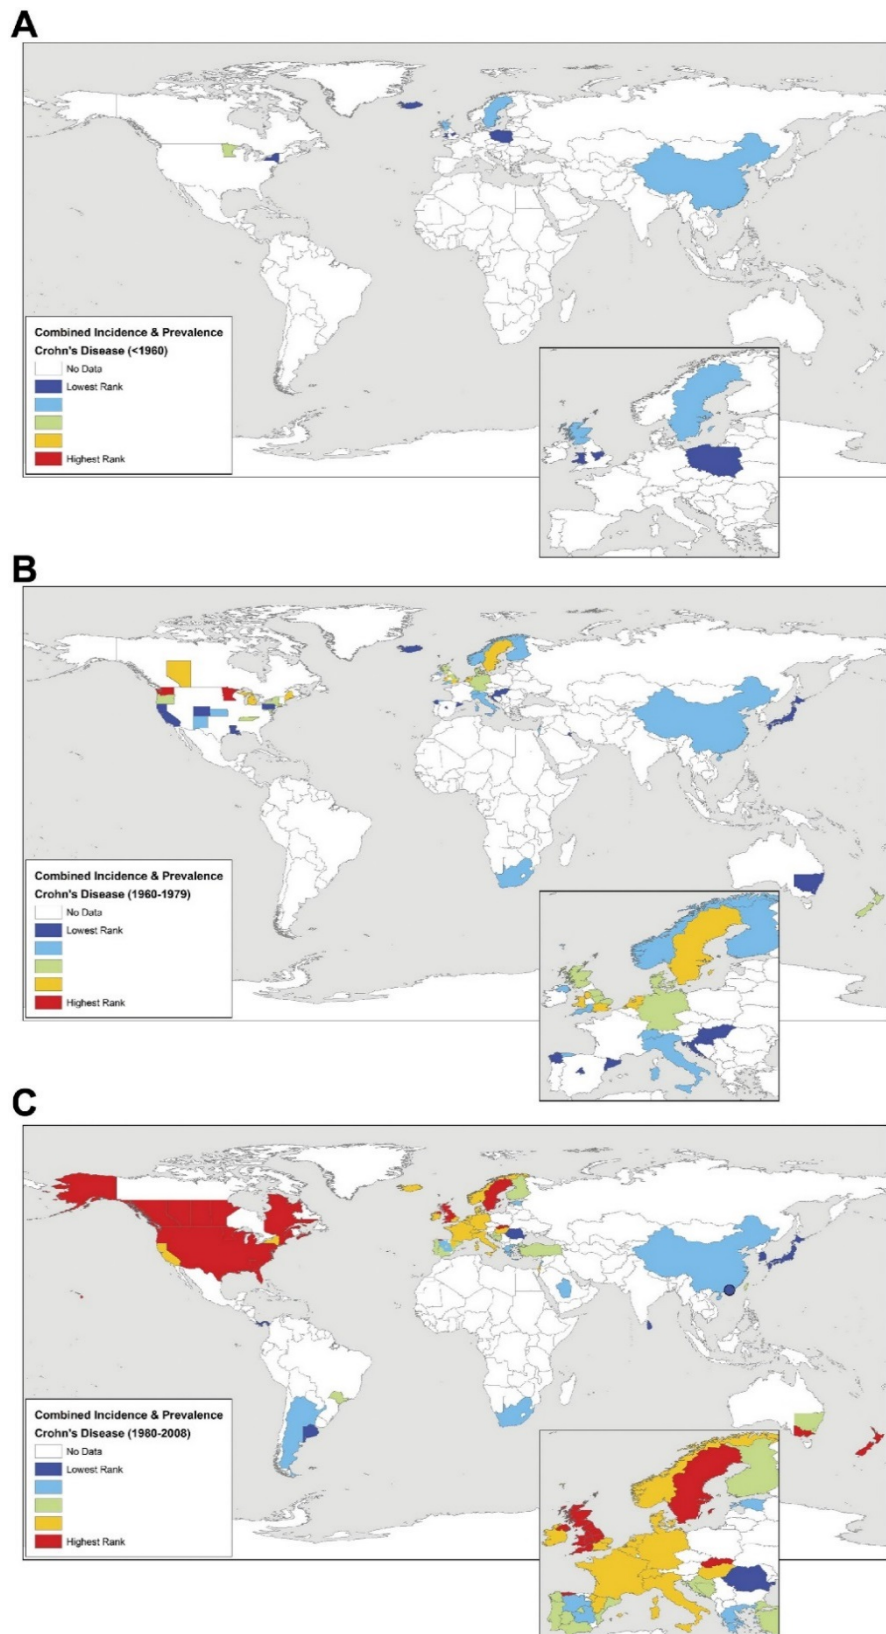 A
Combined Incidence & Prevalence
Crohn's Disease (<1960)
No Data
Lowest Rank
Highest Rank
B
Combined Incidence & Prevalence
Crohn's Disease (1960-1979)
No Data
Lowest Rank
Highest Rank
C
Combined Incidence & Prevalence
Crohn's Disease (1980-2008)
No Data
Lowest Rank
Highest Rank